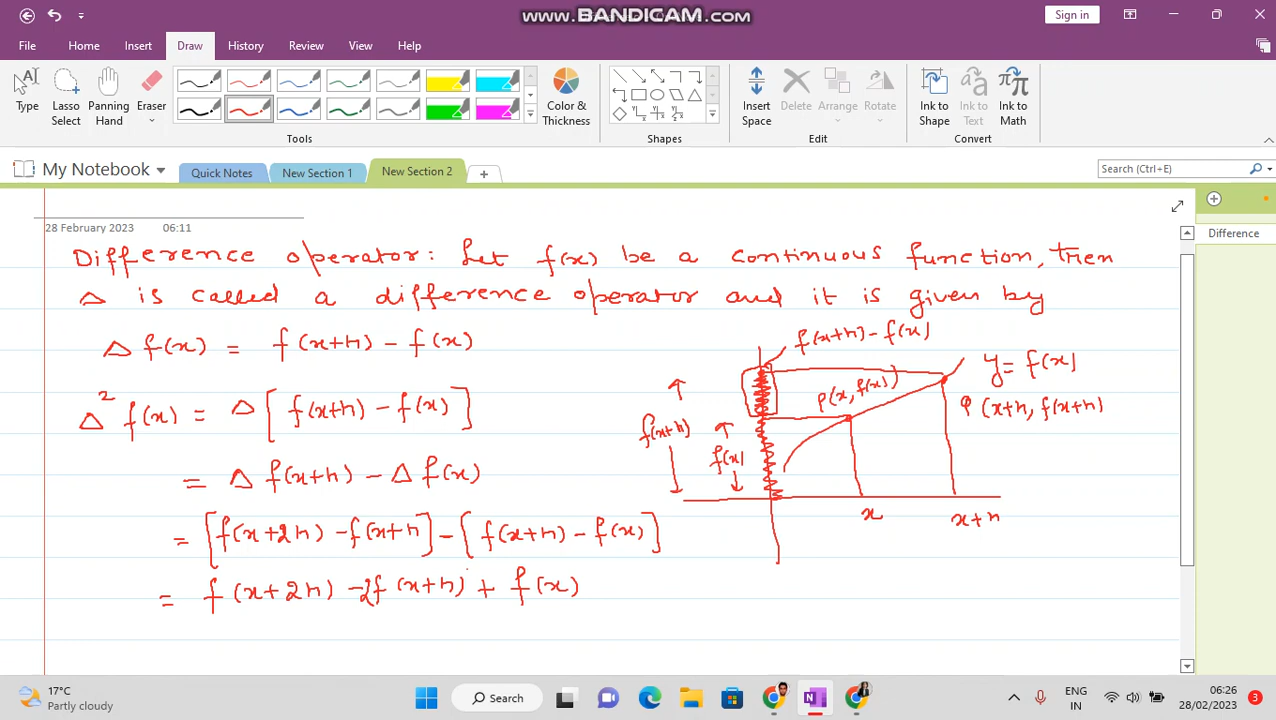 www.BANDICAM.com
Sign in
File Home Insert Draw History Review View Help
Type Lasso Select Panning Hand Eraser Color & Thickness Insert Space Delete Arrange Rotate Ink to Shape Ink to Text Ink to Math
Tools Shapes Edit Convert
My Notebook Quick Notes New Section 1 New Section 2 Search (Ctrl+E)
28 February 2023 06:11
Difference
Difference operator: Let f(x) be a continuous function, then
Δ is called a difference operator and it is given by
Δ f(x) = f(x+h) - f(x)
Δ² f(x) = Δ [f(x+h) - f(x)]
= Δ f(x+h) - Δ f(x)
= [f(x+2h) - f(x+h)] - [f(x+h) - f(x)]
= f(x+2h) - 2f(x+h) + f(x)
f(x+h) - f(x)
y = f(x)
P(x, f(x))
Q (x+h, f(x+h))
f(x+h)
f(x)
x
x+h
17°C
Partly cloudy
Search
ENG
IN
06:26
28/02/2023
3